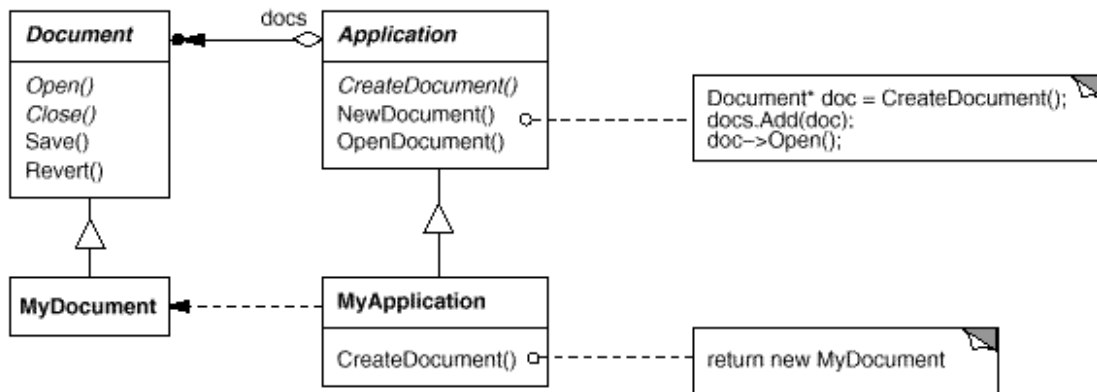 docs
Document
Open()
Close()
Save()
Revert()
Application
CreateDocument()
NewDocument()
OpenDocument()
Document* doc = CreateDocument();
docs.Add(doc);
doc->Open();
MyDocument
MyApplication
CreateDocument()
return new MyDocument